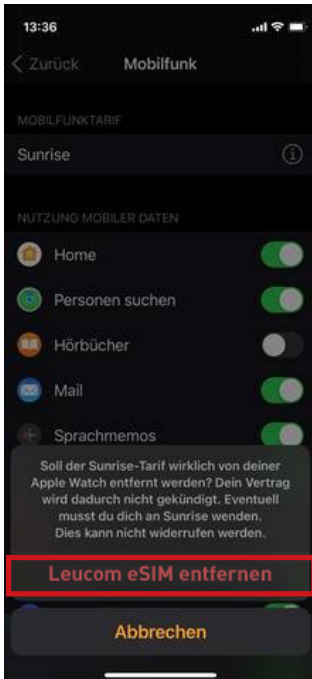 13:36
Zurück Mobilfunk
MOBILFUNKTARIF
Sunrise
NUTZUNG MOBILER DATEN
Home
Personen suchen
Hörbücher
Mail
Sprachmemos
Soll der Sunrise-Tarif wirklich von deiner
Apple Watch entfernt werden? Dein Vertrag
wird dadurch nicht gekündigt. Eventuell
musst du dich an Sunrise wenden.
Dies kann nicht widerrufen werden.
Leucom eSIM entfernen
Abbrechen